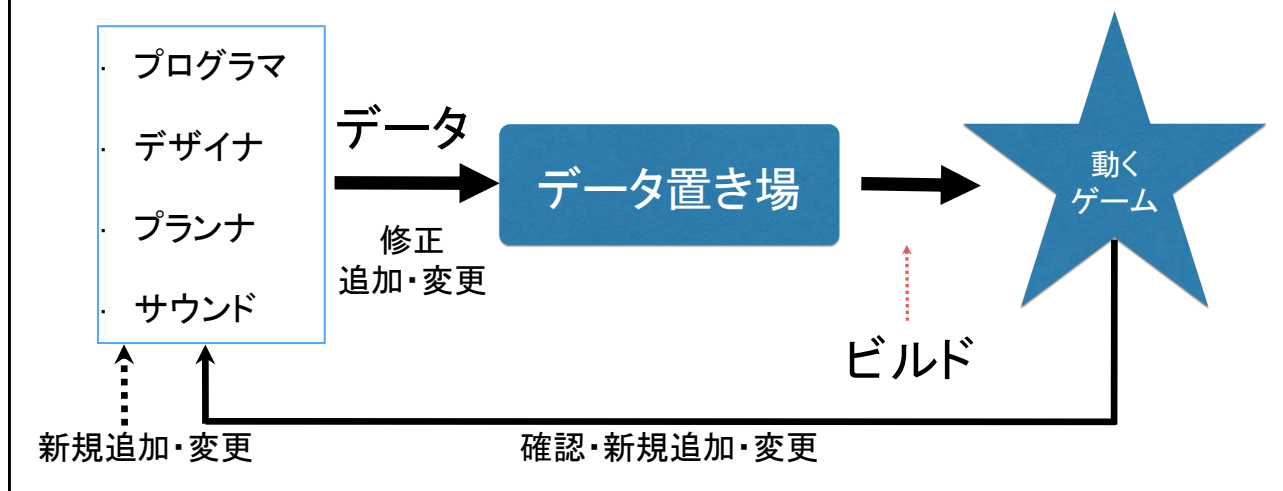 ・ プログラマ
・ デザイナ
・ プランナ
・ サウンド
データ
修正
追加・変更
データ置き場
ビルド
動く
ゲーム
新規追加・変更
確認・新規追加・変更